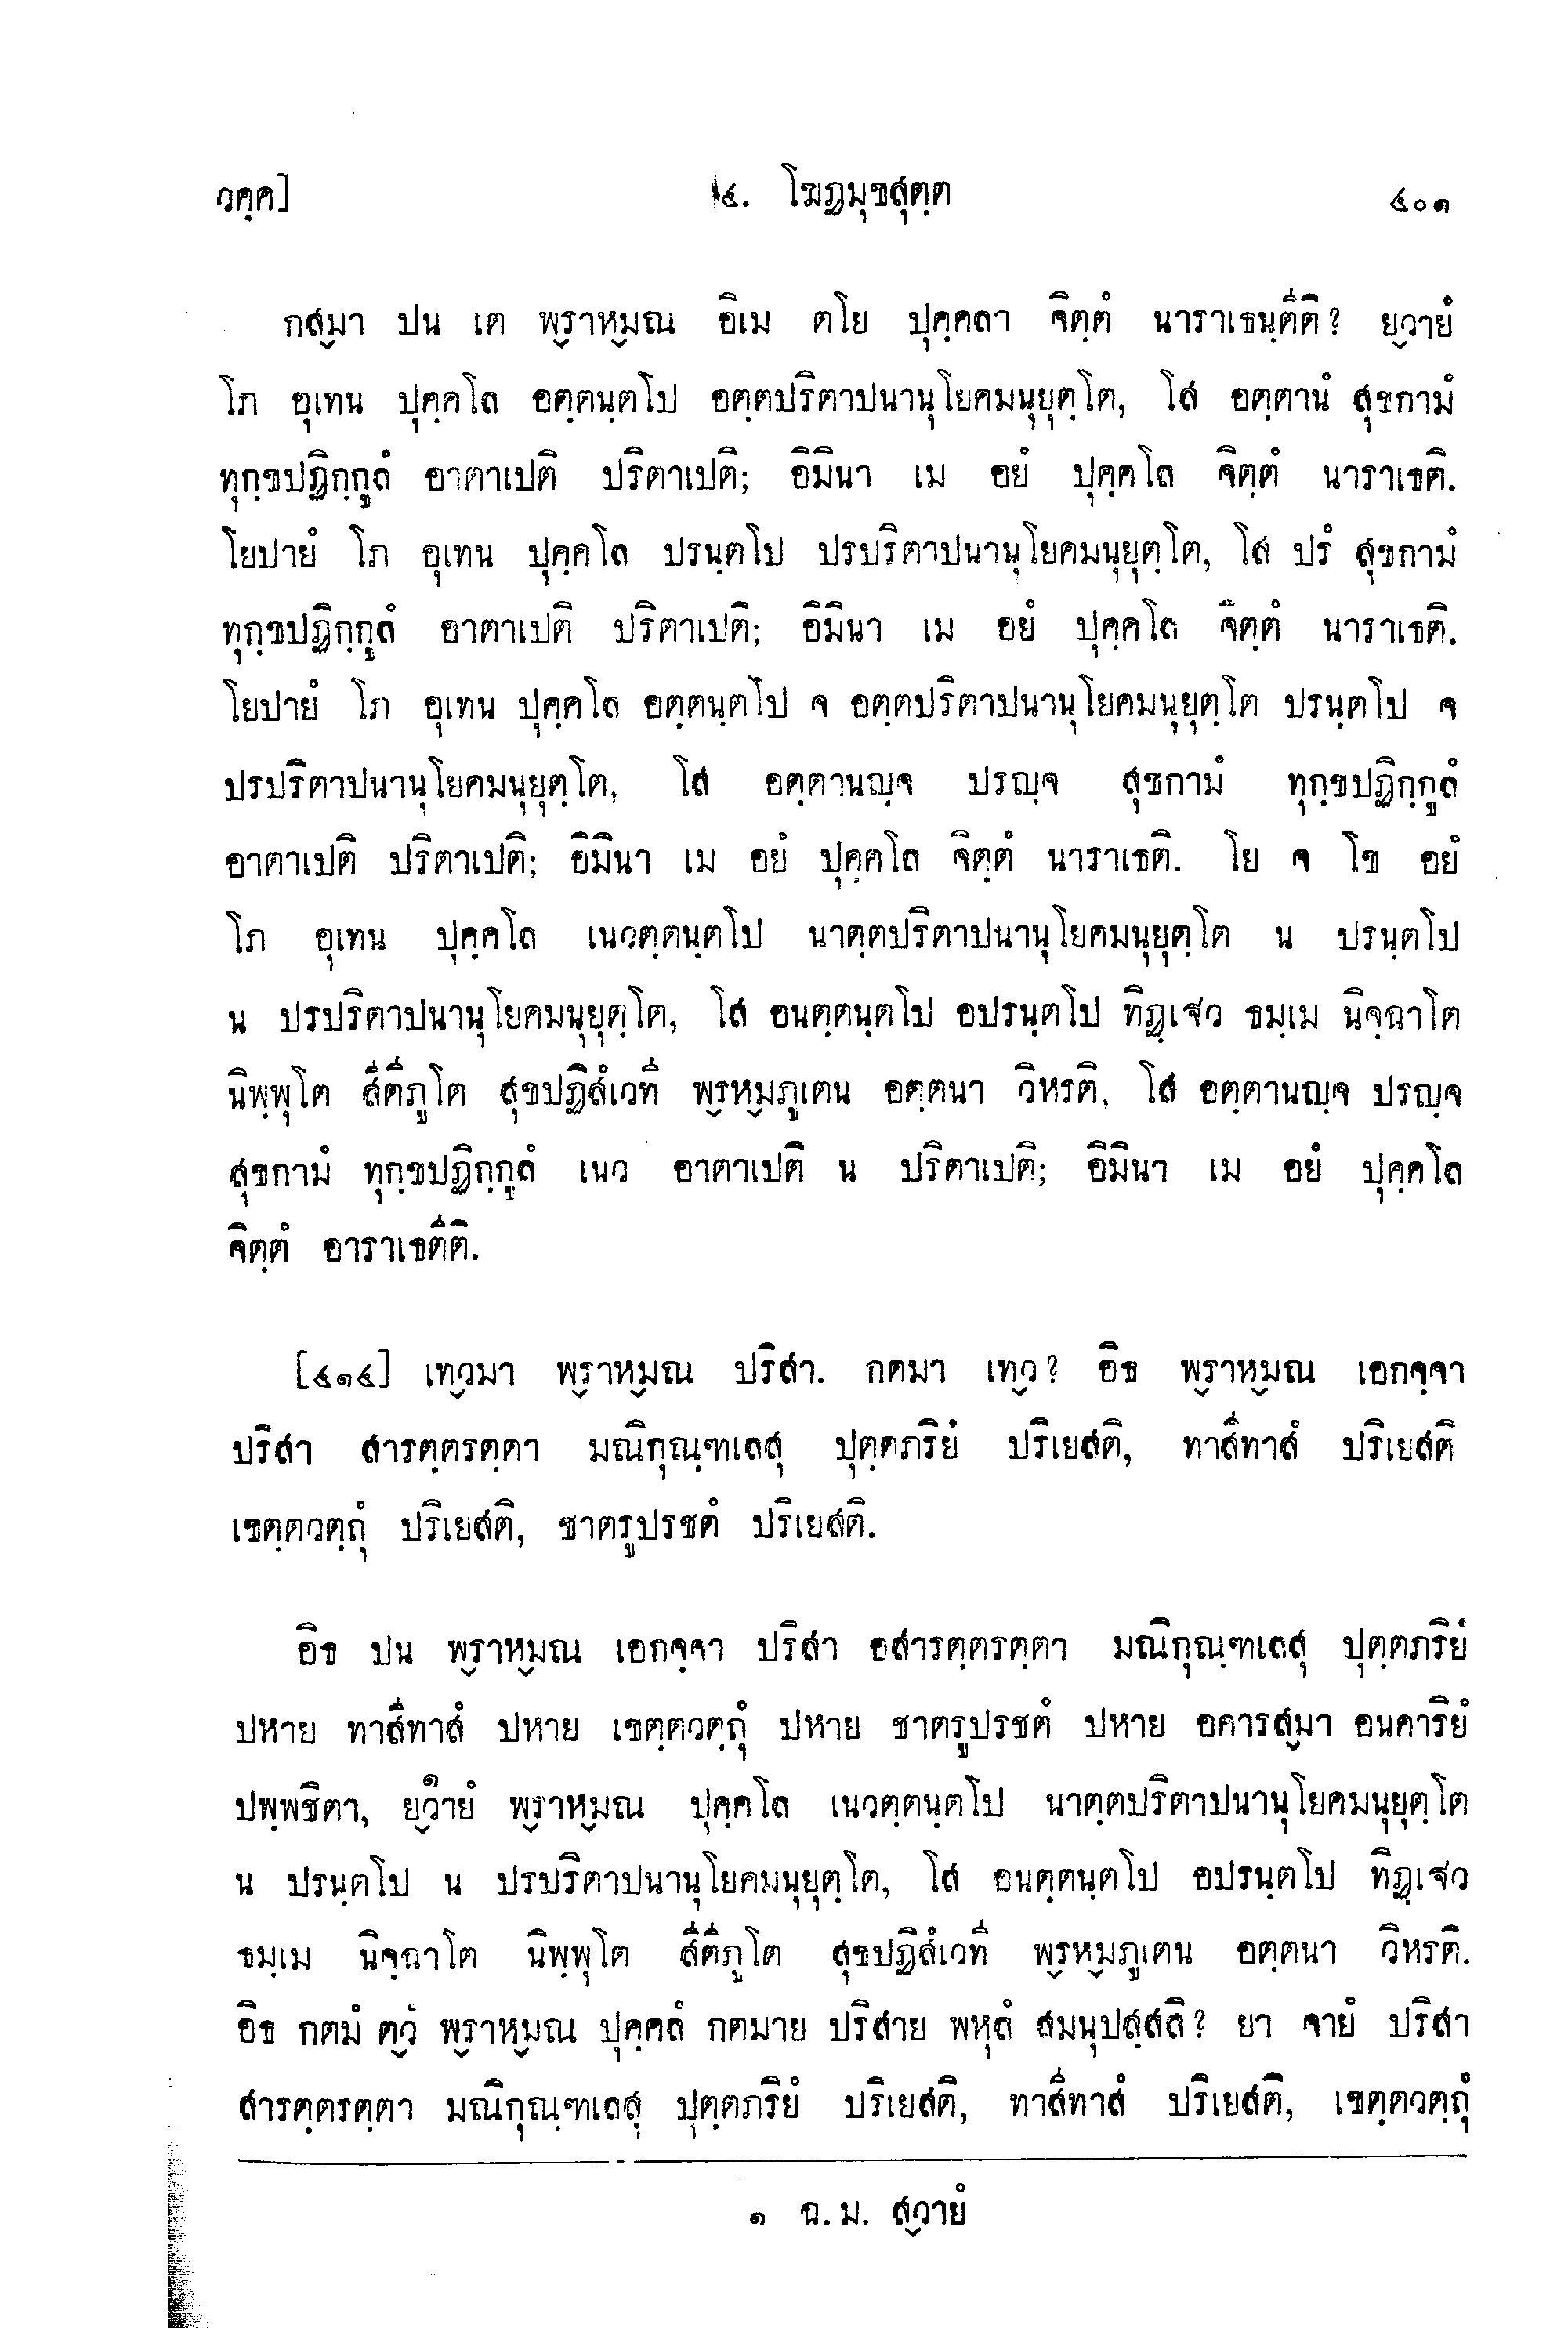 วคฺค] ๔. โฆฏมุขสุตฺต ๔๐๑
กส๎มา ปน เต พ๎ราห๎มณ อิเม ตโย ปุคฺคลา จิตฺตํ นาราเธนฺตีติ? ย๎วายํ
โภ อุเทน ปุคฺคโล อตฺตนฺตโป อตฺตปริตาปนานุโยคมนุยุตฺโต, โส อตฺตานํ สุขกามํ
ทุกฺขปฏิกฺกูลํ อาตาเปติ ปริตาเปติ; อิมินา เม อยํ ปุคฺคโล จิตฺตํ นาราเธติ.
โยปายํ โภ อุเทน ปุคฺคโล ปรนฺตโป ปรปริตาปนานุโยคมนุยุตฺโต, โส ปรํ สุขกามํ
ทุกฺขปฏิกฺกูลํ อาตาเปติ ปริตาเปติ; อิมินา เม อยํ ปุคฺคโล จิตฺตํ นาราเธติ.
โยปายํ โภ อุเทน ปุคฺคโล อตฺตนฺตโป จ อตฺตปริตาปนานุโยคมนุยุตฺโต ปรนฺตโป จ
ปรปริตาปนานุโยคมนุยุตฺโต, โส อตฺตานญฺจ ปรญฺจ สุขกามํ ทุกฺขปฏิกฺกูลํ
อาตาเปติ ปริตาเปติ; อิมินา เม อยํ ปุคฺคโล จิตฺตํ นาราเธติ. โย จ โข อยํ
โภ อุเทน ปุคฺคโล เนวตฺตนฺตโป นาตฺตปริตาปนานุโยคมนุยุตฺโต น ปรนฺตโป
น ปรปริตาปนานุโยคมนุยุตฺโต, โส อนตฺตนฺตโป อปรนฺตโป ทิฏฺเฐว ธมฺเม นิจฺฉาโต
นิพฺพุโต สีตีภูโต สุขปฏิสํเวที พ๎รห๎มภูเตน อตฺตนา วิหรติ. โส อตฺตานญฺจ ปรญฺจ
สุขกามํ ทุกฺขปฏิกฺกูลํ เนว อาตาเปติ น ปริตาเปติ; อิมินา เม อยํ ปุคฺคโล
จิตฺตํ อาราเธตีติ.
[๔๑๔] เท๎วมา พ๎ราห๎มณ ปริสา. กตมา เท๎ว? อิธ พ๎ราห๎มณ เอกจฺจา
ปริสา สารตฺตรตฺตา มณิกุณฺฑเลสุ ปุตฺตภริยํ ปริเยสติ, ทาสีทาสํ ปริเยสติ
เขตฺตวตฺถุํ ปริเยสติ, ชาตรูปรชตํ ปริเยสติ.
อิธ ปน พ๎ราห๎มณ เอกจฺจา ปริสา อสารตฺตรตฺตา มณิกุณฺฑเลสุ ปุตฺตภริยํ
ปหาย ทาสีทาสํ ปหาย เขตฺตวตฺถุํ ปหาย ชาตรูปรชตํ ปหาย อคารส๎มา อนคาริยํ
ปพฺพชิตา, ย๎วายํ๑ พ๎ราห๎มณ ปุคฺคโล เนวตฺตนฺตโป นาตฺตปริตาปนานุโยคมนุยุตฺโต
น ปรนฺตโป น ปรปริตาปนานุโยคมนุยุตฺโต, โส อนตฺตนฺตโป อปรนฺตโป ทิฏฺเฐว
ธมฺเม นิจฺฉาโต นิพฺพุโต สีตีภูโต สุขปฏิสํเวที พ๎รห๎มภูเตน อตฺตนา วิหรติ.
อิธ กตมํ ต๎วํ พ๎ราห๎มณ ปุคฺคลํ กตมาย ปริสาย พหุลํ สมนุปสฺสสิ? ยา จายํ ปริสา
สารตฺตรตฺตา มณิกุณฺฑเลสุ ปุตฺตภริยํ ปริเยสติ, ทาสีทาสํ ปริเยสติ, เขตฺตวตฺถุํ
๑ ฉ.ม. ส๎วายํ